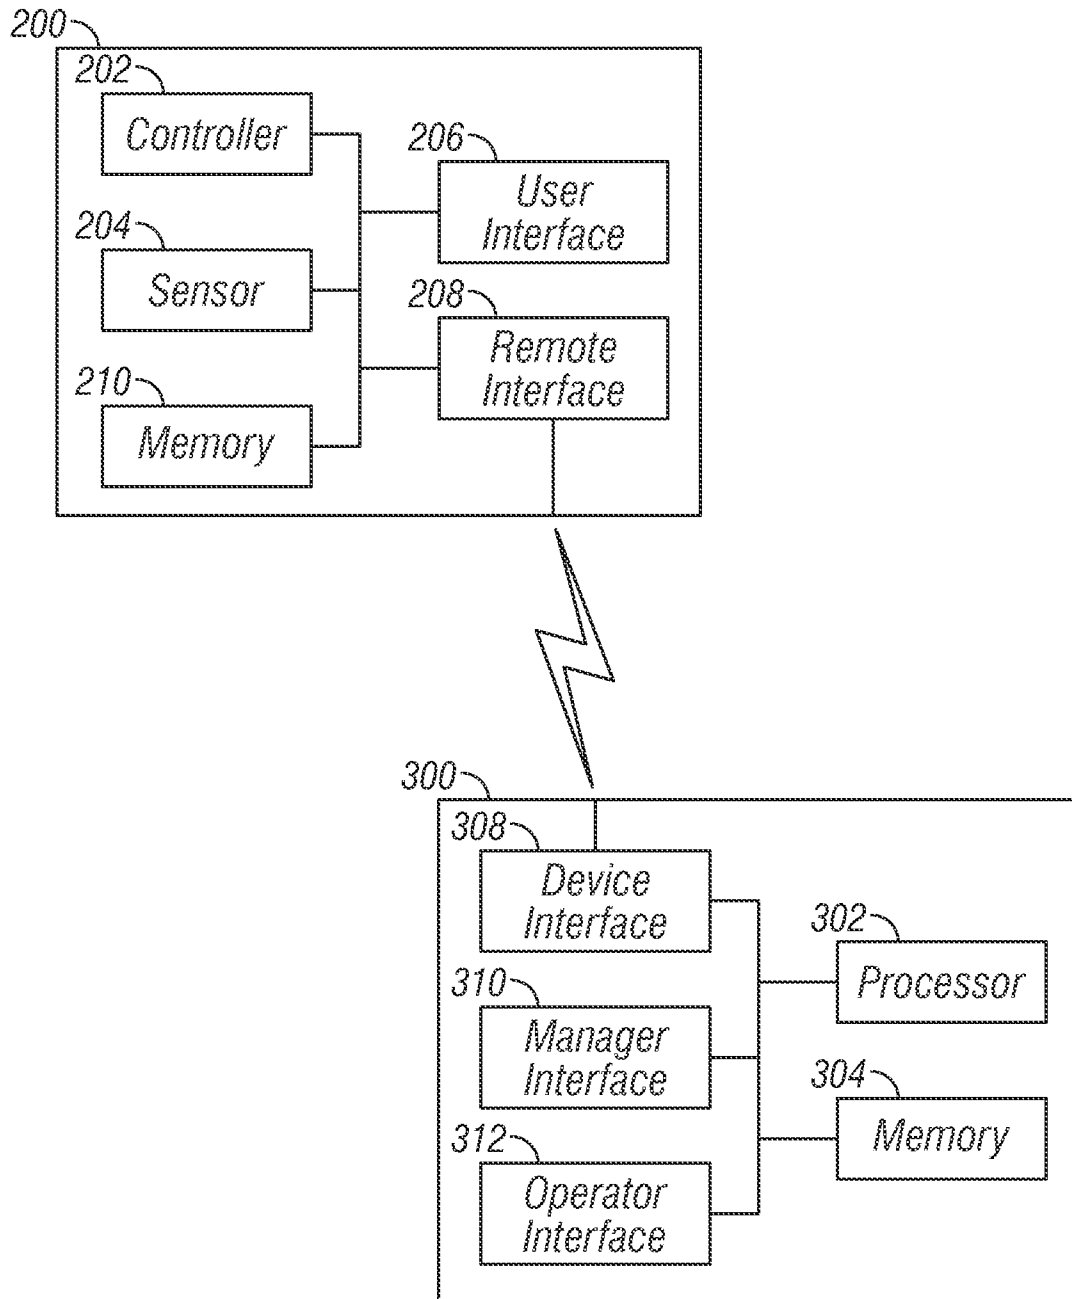 200
202
Controller
206
User
Interface
204
Sensor
208
Remote
Interface
210
Memory
300
308
Device
Interface
302
Processor
310
Manager
Interface
304
Memory
312
Operator
Interface